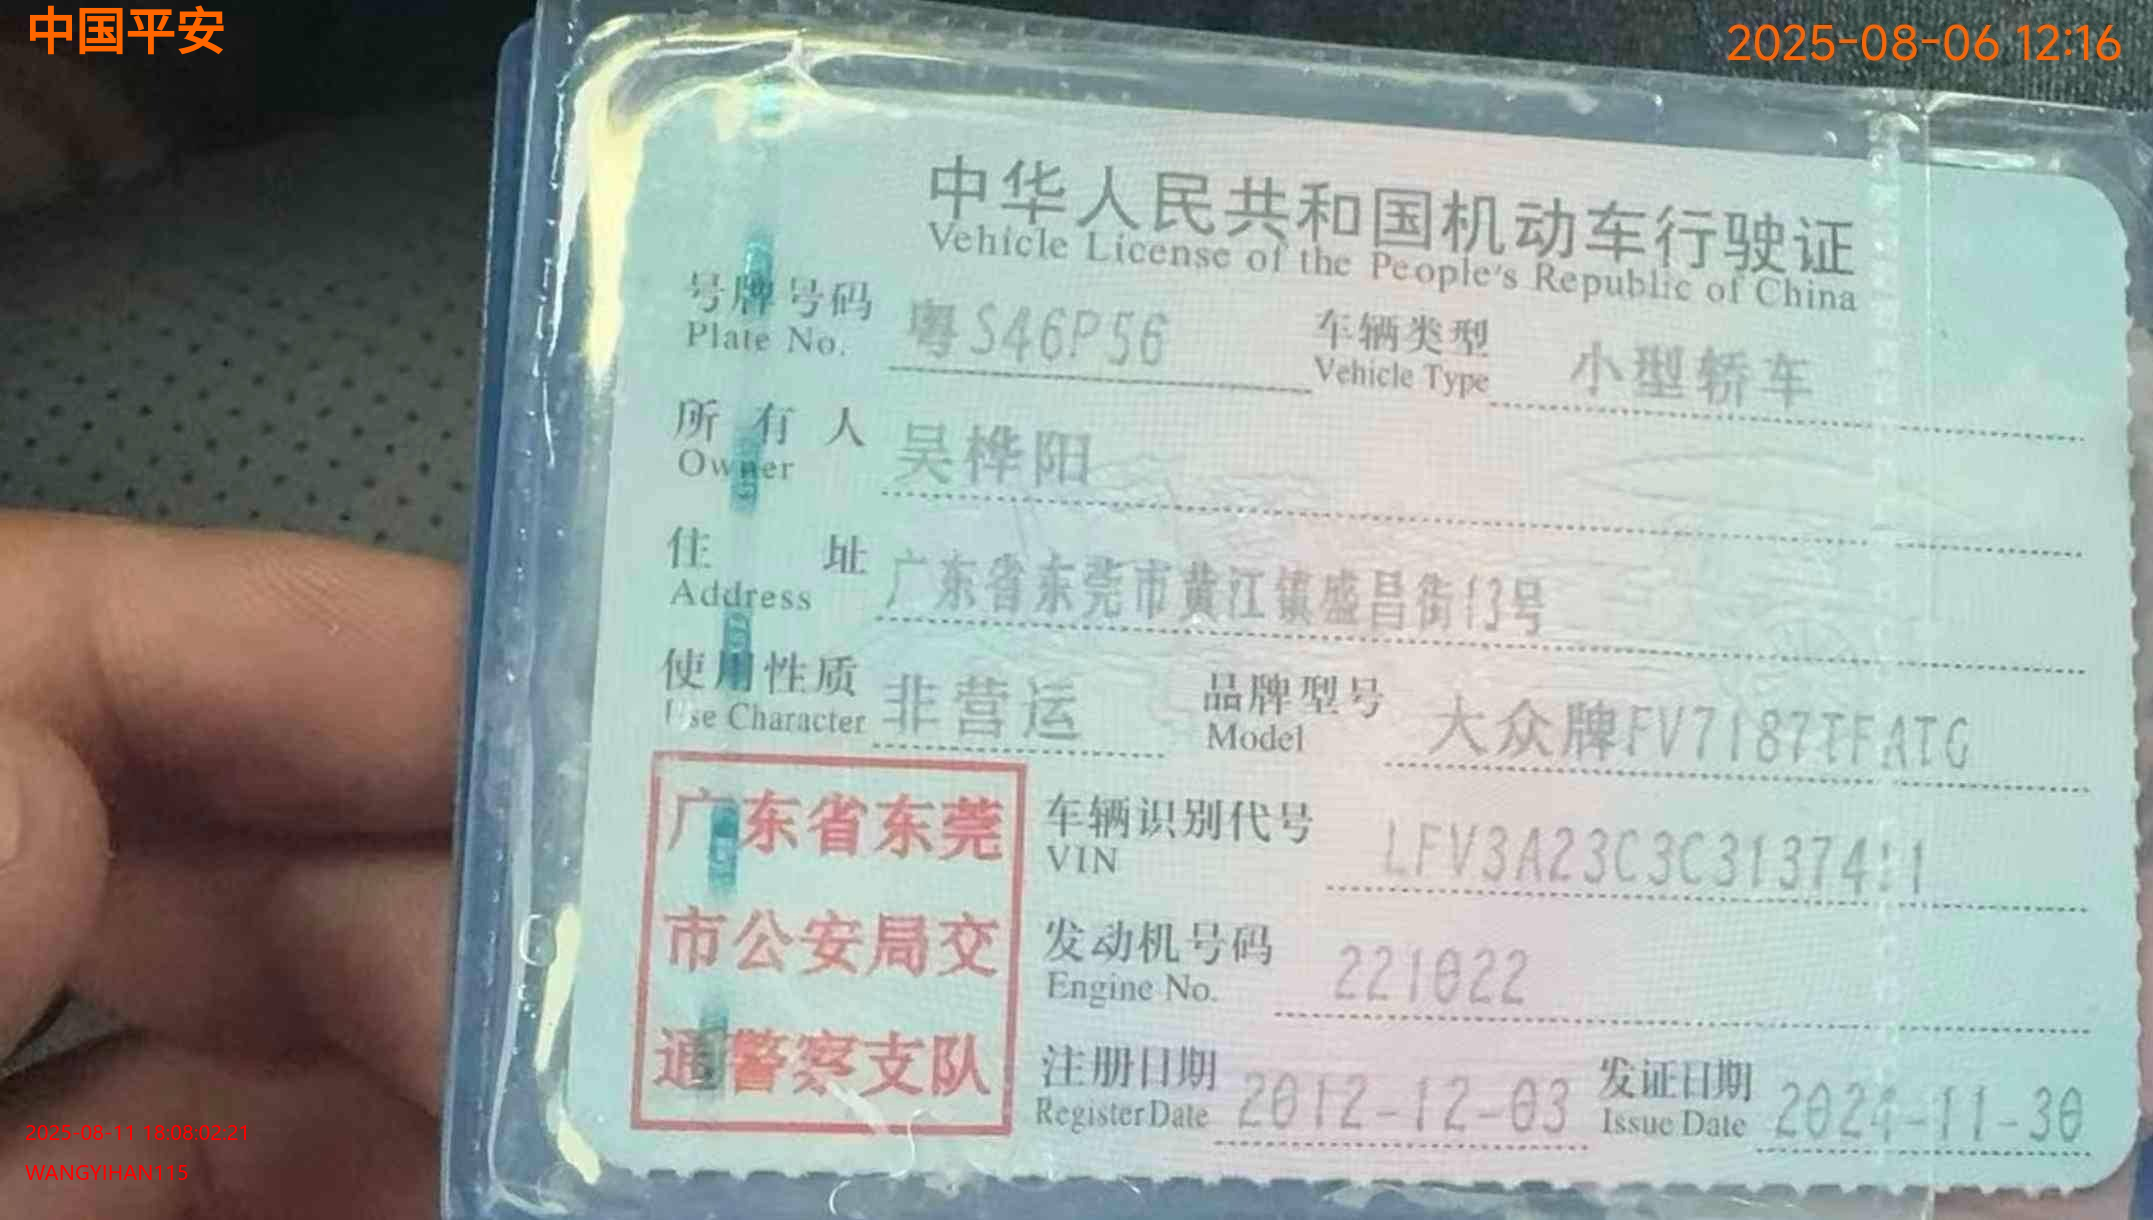 中国平安
2025-08-06 12:16
中华人民共和国机动车行驶证
Vehicle License of the People's Republic of China
号牌号码 粤S46P56 车辆类型 小型轿车
Plate No. Vehicle Type
所有人 吴桦阳
Owner
住址 广东省东莞市黄江镇盛昌街13号
Address
使用性质 非营运 品牌型号 大众牌FV7187TFATG
Use Character Model
广东省东莞
市公安局交
通警察支队
车辆识别代号 LFV3A23C3C3137411
VIN
发动机号码 221022
Engine No.
注册日期 2012-12-03 发证日期 2024-11-30
Register Date Issue Date
2025-08-11 18:08:02:21
WANGYIHAN115